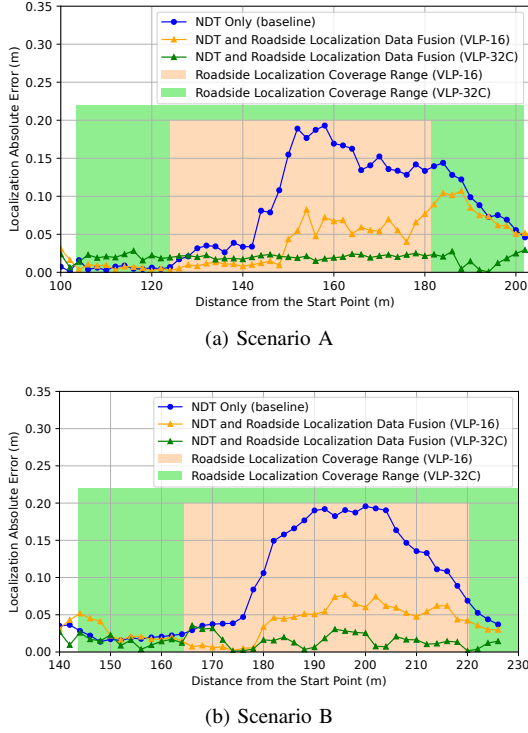 0.35
0.30
0.25
0.20
0.15
0.10
0.05
0.00
Localization Absolute Error (m)
NDT Only (baseline)
NDT and Roadside Localization Data Fusion (VLP-16)
NDT and Roadside Localization Data Fusion (VLP-32C)
Roadside Localization Coverage Range (VLP-16)
Roadside Localization Coverage Range (VLP-32C)
100 120 140 160 180 200
Distance from the Start Point (m)
(a) Scenario A
0.35
0.30
0.25
0.20
0.15
0.10
0.05
0.00
Localization Absolute Error (m)
NDT Only (baseline)
NDT and Roadside Localization Data Fusion (VLP-16)
NDT and Roadside Localization Data Fusion (VLP-32C)
Roadside Localization Coverage Range (VLP-16)
Roadside Localization Coverage Range (VLP-32C)
140 150 160 170 180 190 200 210 220 230
Distance from the Start Point (m)
(b) Scenario B